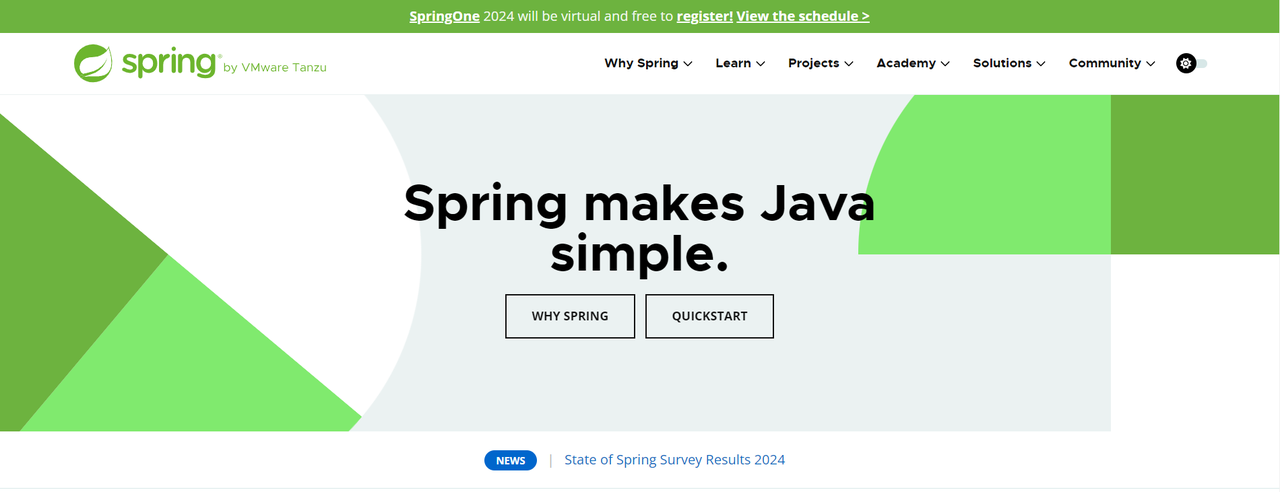 SpringOne 2024 will be virtual and free to register! View the schedule >
spring® by VMware Tanzu
Why Spring Learn Projects Academy Solutions Community
Spring makes Java
simple.
WHY SPRING QUICKSTART
NEWS | State of Spring Survey Results 2024